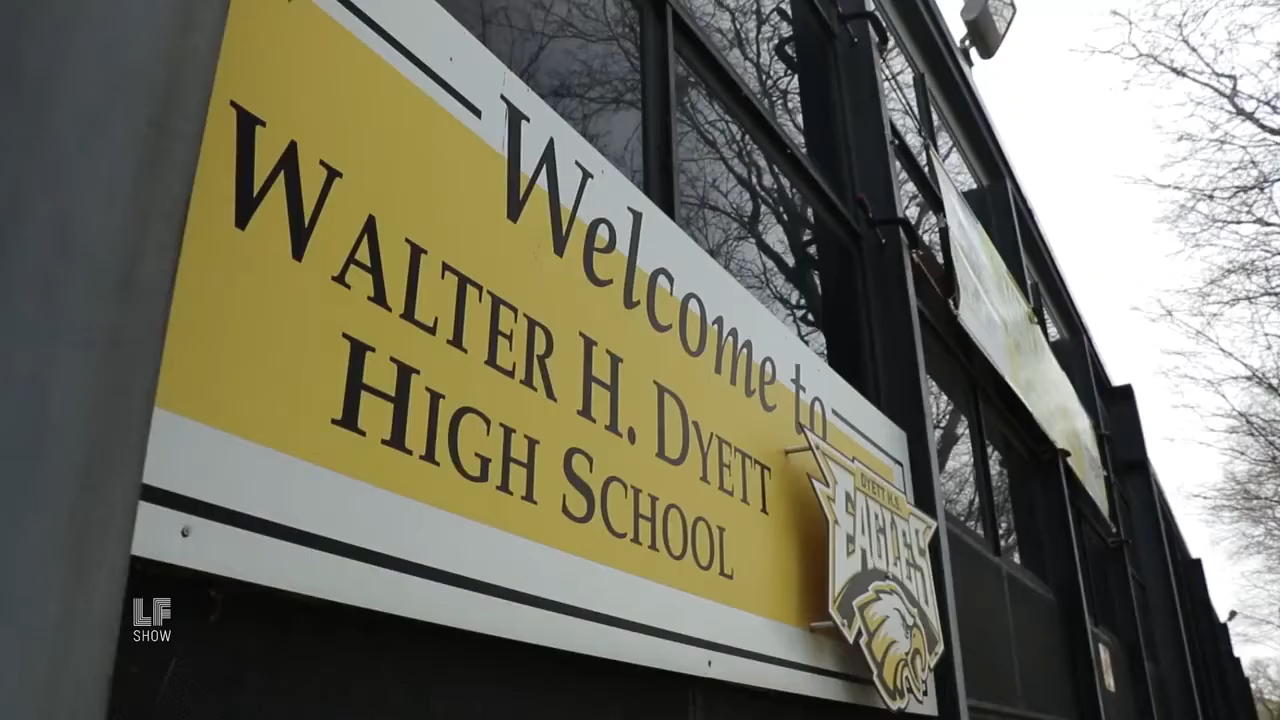 Welcome to
WALTER H. DYETT
HIGH SCHOOL
DYETT H.S.
EAGLES
LF
SHOW